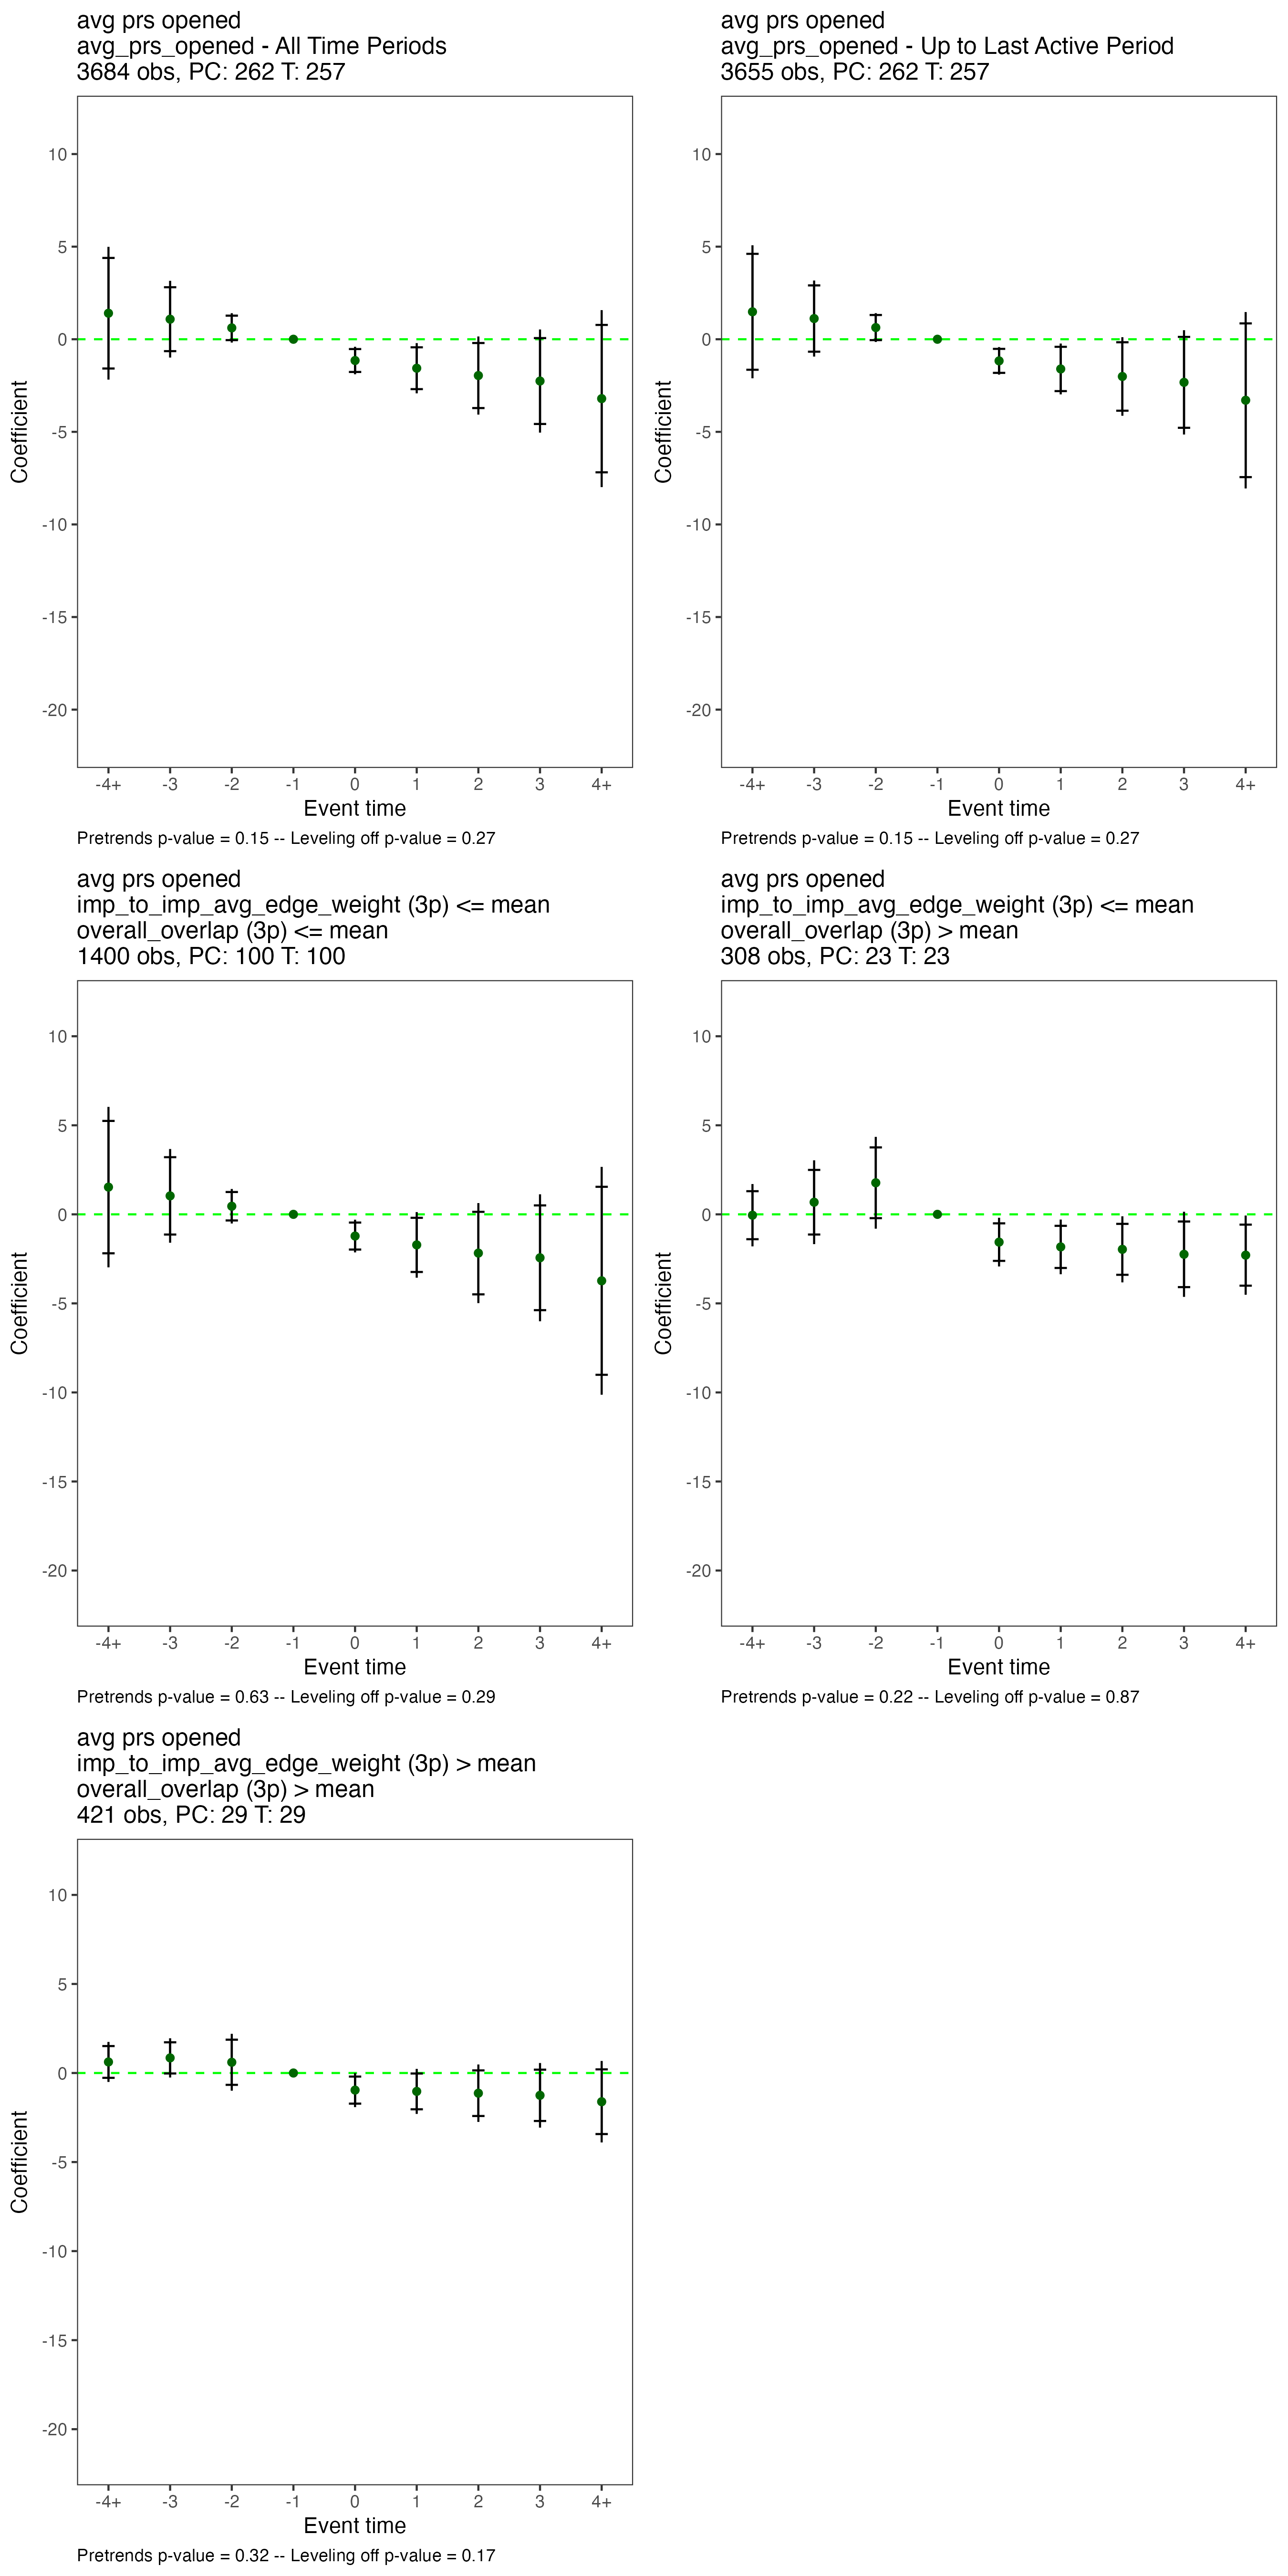 avg prs opened
avg_prs_opened - All Time Periods
3684 obs, PC: 262 T: 257
10
5
0
-5
-10
-15
-20
Coefficient
-4+ -3 -2 -1 0 1 2 3 4+
Event time
Pretrends p-value = 0.15 -- Leveling off p-value = 0.27
avg prs opened
avg_prs_opened - Up to Last Active Period
3655 obs, PC: 262 T: 257
10
5
0
-5
-10
-15
-20
Coefficient
-4+ -3 -2 -1 0 1 2 3 4+
Event time
Pretrends p-value = 0.15 -- Leveling off p-value = 0.27
avg prs opened
imp_to_imp_avg_edge_weight (3p) <= mean
overall_overlap (3p) <= mean
1400 obs, PC: 100 T: 100
10
5
0
-5
-10
-15
-20
Coefficient
-4+ -3 -2 -1 0 1 2 3 4+
Event time
Pretrends p-value = 0.63 -- Leveling off p-value = 0.29
avg prs opened
imp_to_imp_avg_edge_weight (3p) <= mean
overall_overlap (3p) > mean
308 obs, PC: 23 T: 23
10
5
0
-5
-10
-15
-20
Coefficient
-4+ -3 -2 -1 0 1 2 3 4+
Event time
Pretrends p-value = 0.22 -- Leveling off p-value = 0.87
avg prs opened
imp_to_imp_avg_edge_weight (3p) > mean
overall_overlap (3p) > mean
421 obs, PC: 29 T: 29
10
5
0
-5
-10
-15
-20
Coefficient
-4+ -3 -2 -1 0 1 2 3 4+
Event time
Pretrends p-value = 0.32 -- Leveling off p-value = 0.17